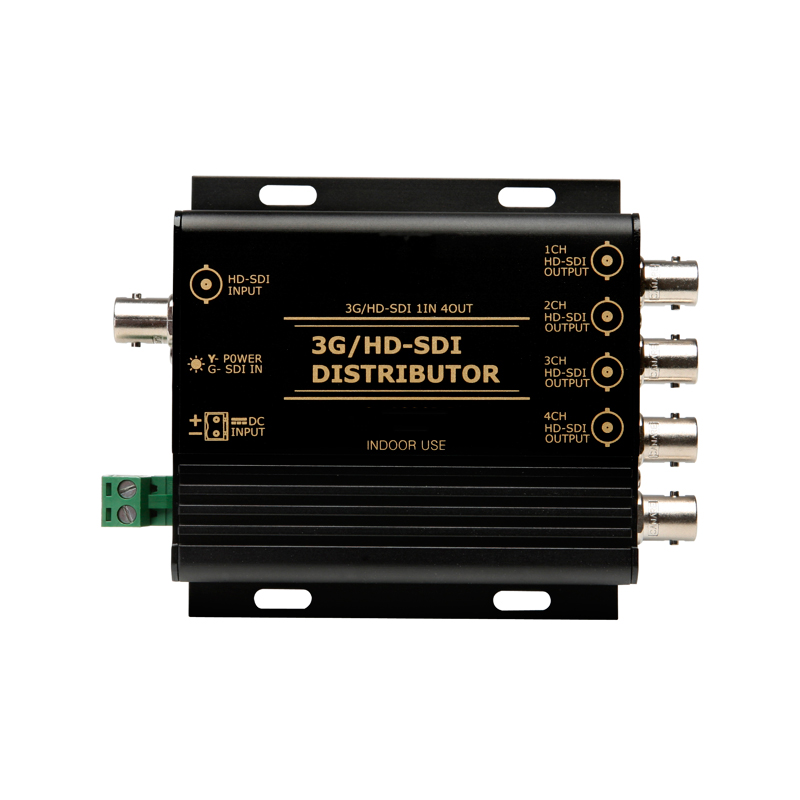 HD-SDI
INPUT
Y- POWER
G- SDI IN
+
−
DC
INPUT
3G/HD-SDI 1IN 4OUT
3G/HD-SDI
DISTRIBUTOR
INDOOR USE
1CH
HD-SDI
OUTPUT
2CH
HD-SDI
OUTPUT
3CH
HD-SDI
OUTPUT
4CH
HD-SDI
OUTPUT